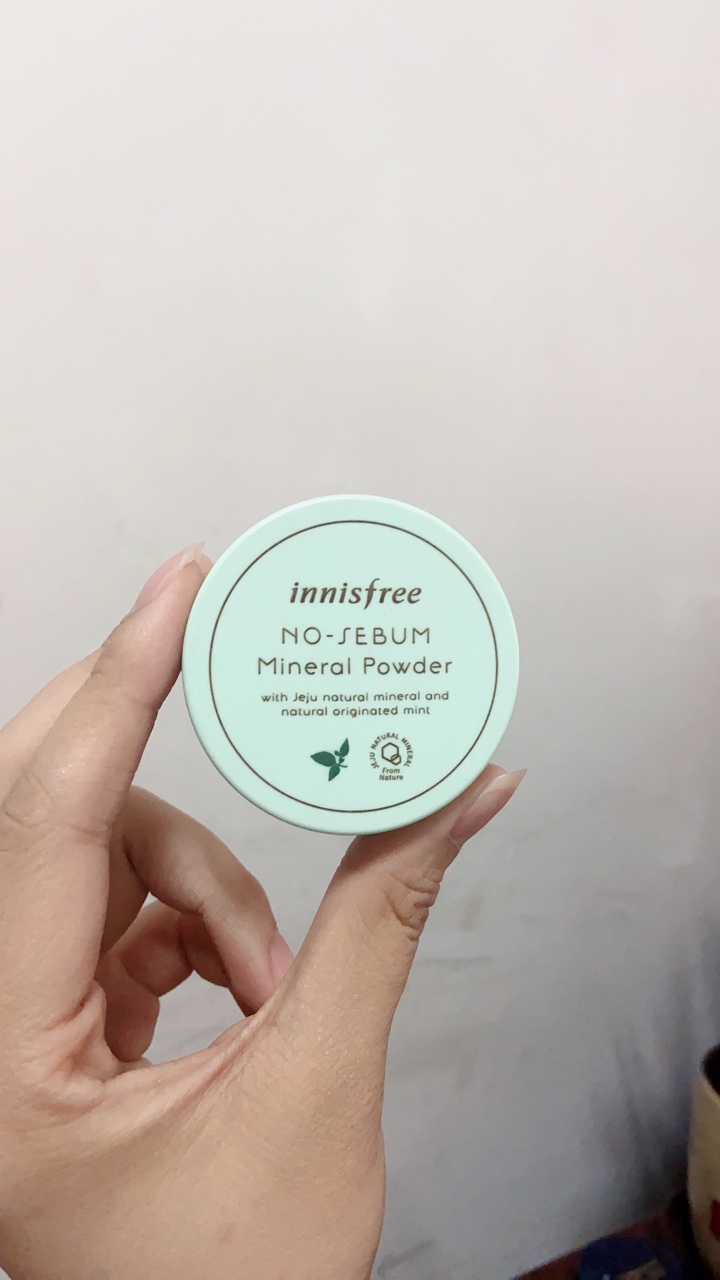 innisfree
NO-SEBUM
Mineral Powder
with Jeju natural mineral and
natural originated mint
JEJU NATURAL MINERAL
From
Nature